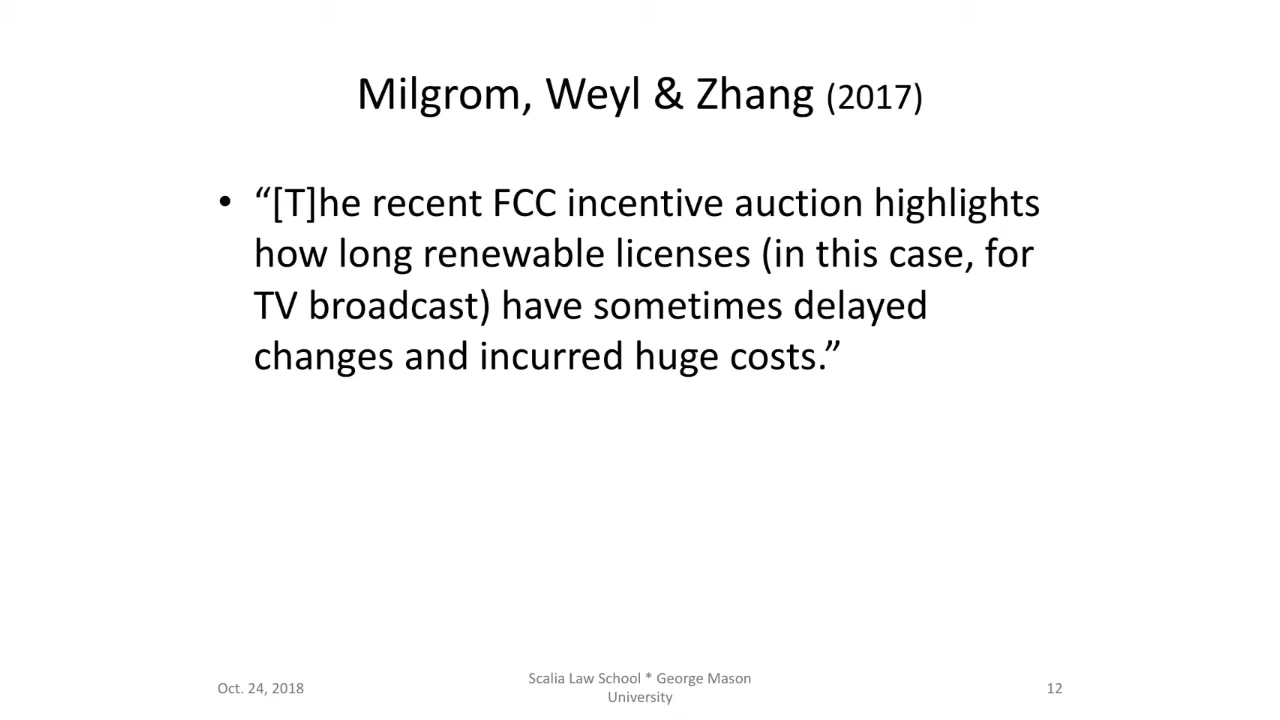 Milgrom, Weyl & Zhang (2017)
• “[T]he recent FCC incentive auction highlights
how long renewable licenses (in this case, for
TV broadcast) have sometimes delayed
changes and incurred huge costs.”
Oct. 24, 2018
Scalia Law School * George Mason
University
12